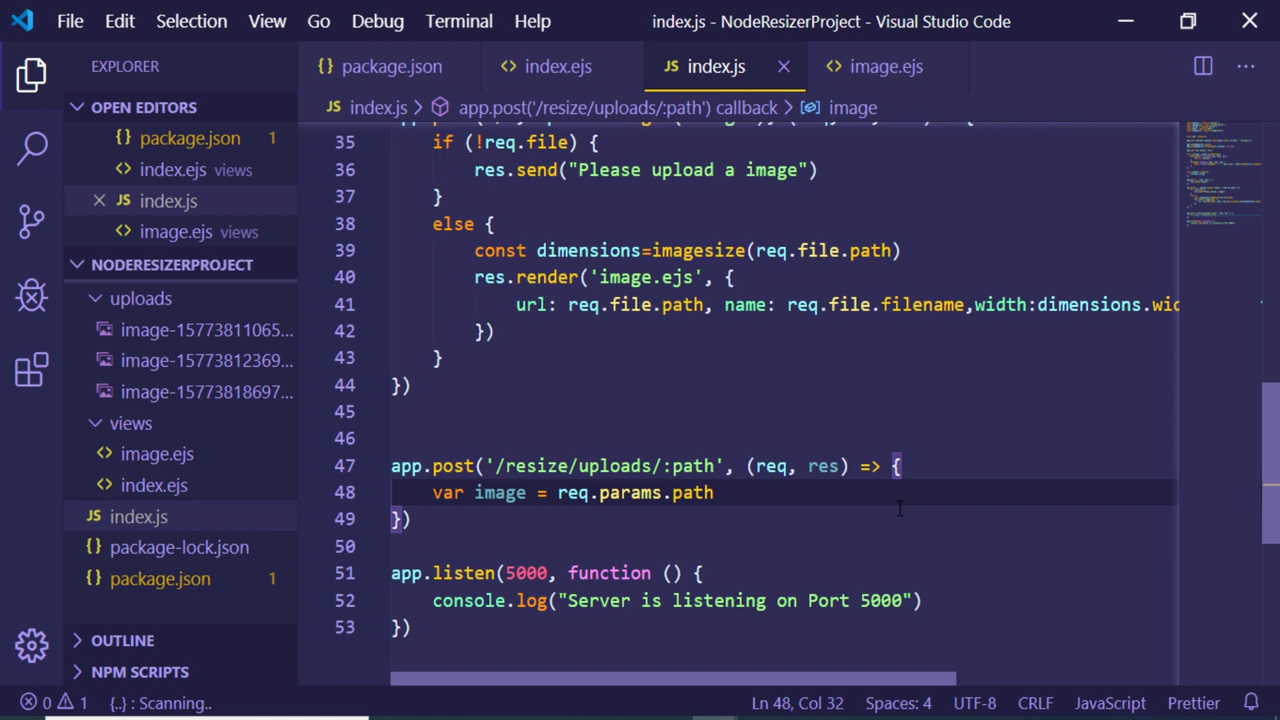 File Edit Selection View Go Debug Terminal Help index.js - NodeResizerProject - Visual Studio Code
EXPLORER
OPEN EDITORS
{} package.json 1
<> index.ejs views
JS index.js
<> image.ejs views
NODERESIZERPROJECT
uploads
image-15773811065...
image-15773812369...
image-15773818697...
views
<> image.ejs
<> index.ejs
JS index.js
{} package-lock.json
{} package.json 1
OUTLINE
NPM SCRIPTS
{} package.json <> index.ejs JS index.js <> image.ejs
JS index.js > app.post('/resize/uploads/:path') callback > image
35 if (!req.file) {
36 res.send("Please upload a image")
37 }
38 else {
39 const dimensions=imagesize(req.file.path)
40 res.render('image.ejs', {
41 url: req.file.path, name: req.file.filename,width:dimensions.wid
42 })
43 }
44 })
45
46
47 app.post('/resize/uploads/:path', (req, res) => {
48 var image = req.params.path
49 })
50
51 app.listen(5000, function () {
52 console.log("Server is listening on Port 5000")
53 })
0 1 {..} : Scanning.. Ln 48, Col 32 Spaces: 4 UTF-8 CRLF JavaScript Prettier